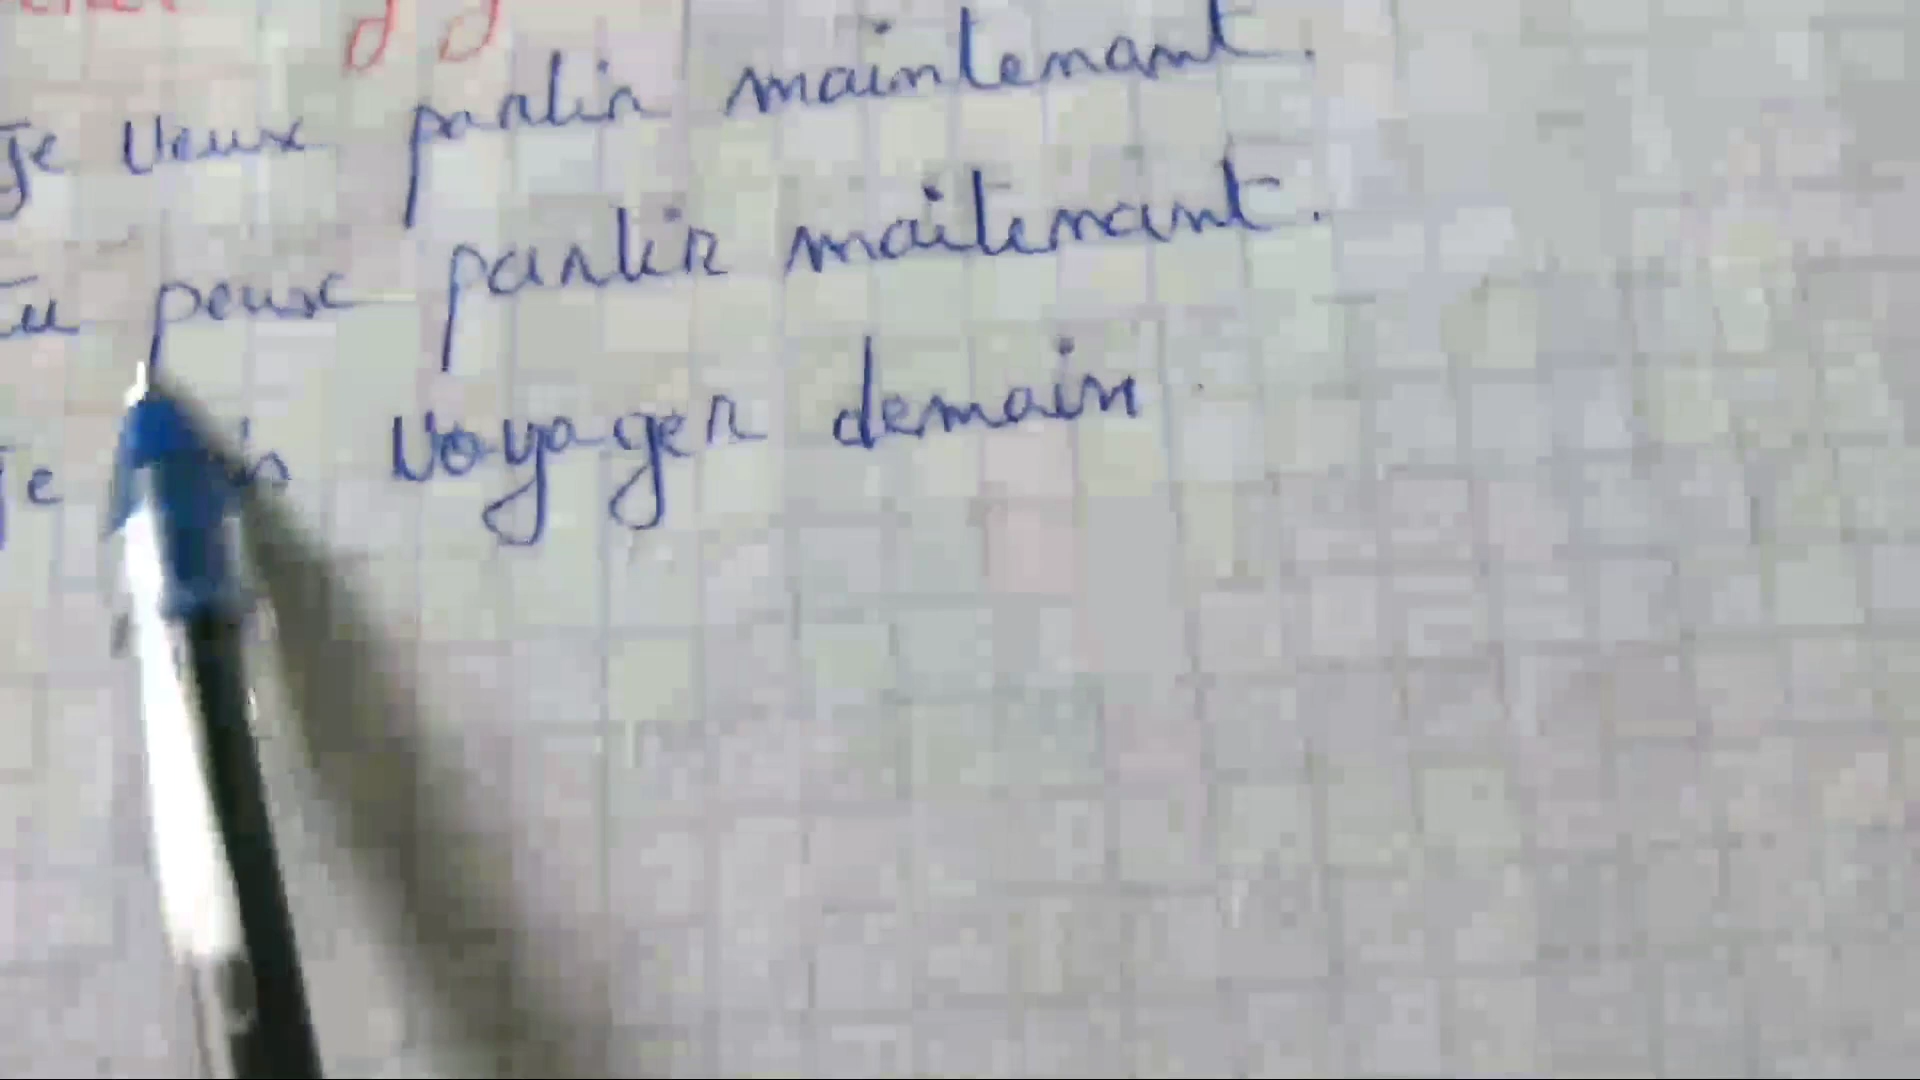 Je veux partir maintenant.
Tu peux partir maitenant.
Je voyager demain